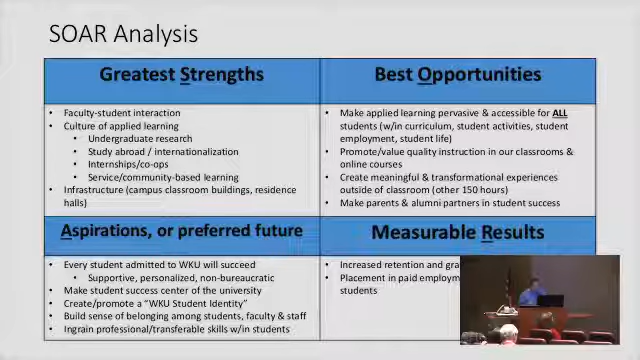 SOAR Analysis
Greatest Strengths
• Faculty-student interaction
• Culture of applied learning
• Undergraduate research
• Study abroad / internationalization
• Internships/co-ops
• Service/community-based learning
• Infrastructure (campus classroom buildings, residence
halls)
Best Opportunities
• Make applied learning pervasive & accessible for ALL
students (w/in curriculum, student activities, student
employment, student life)
• Promote/value quality instruction in our classrooms &
online courses
• Create meaningful & transformational experiences
outside of classroom (other 150 hours)
• Make parents & alumni partners in student success
Aspirations, or preferred future
• Every student admitted to WKU will succeed
• Supportive, personalized, non-bureaucratic
• Make student success center of the university
• Create/promote a “WKU Student Identity”
• Build sense of belonging among students, faculty & staff
• Ingrain professional/transferable skills w/in students
Measurable Results
• Increased retention and
• Placement in paid
students